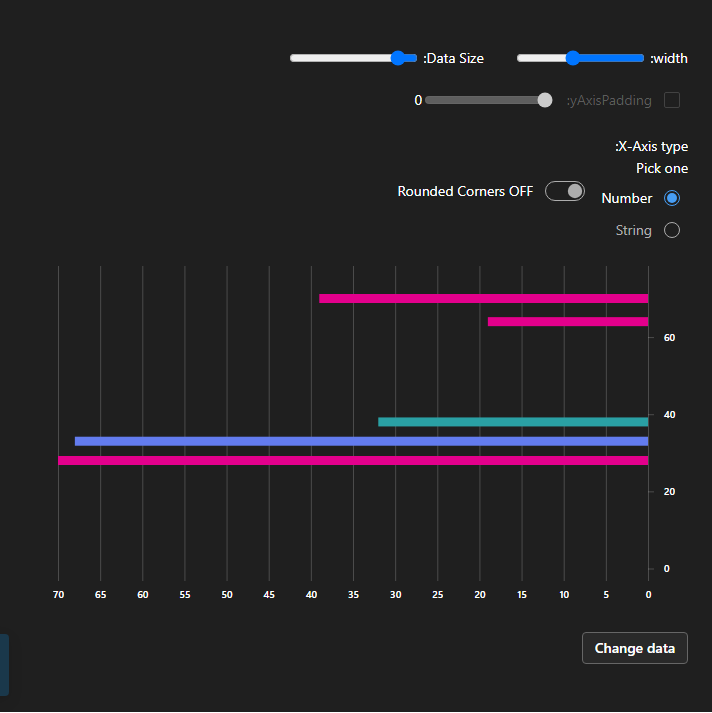 :width
:Data Size
:yAxisPadding
0
:X-Axis type
Pick one
Number
Rounded Corners OFF
String
60
40
20
0
70 65 60 55 50 45 40 35 30 25 20 15 10 5 0
Change data